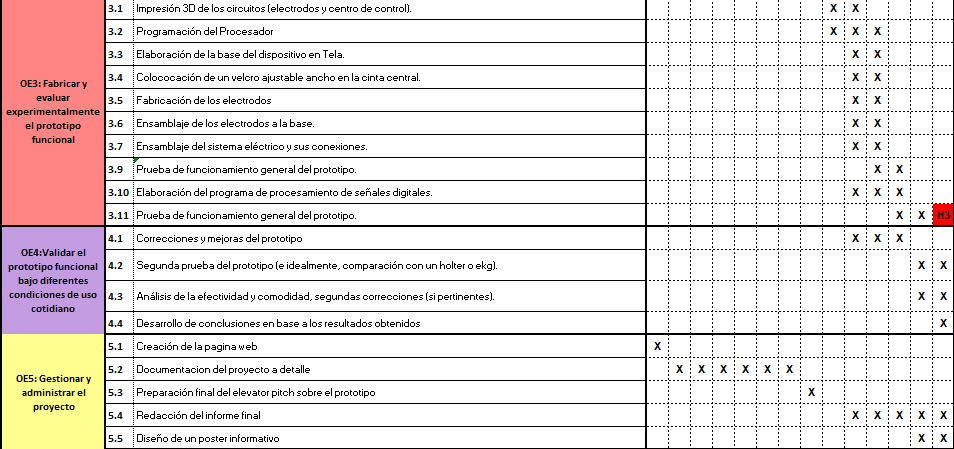 OE3: Fabricar y
evaluar
experimentalmente
el prototipo
funcional
3.1 Impresión 3D de los circuitos (electrodos y centro de control). X X
3.2 Programación del Procesador X X X
3.3 Elaboración de la base del dispositivo en Tela. X X
3.4 Colococación de un velcro ajustable ancho en la cinta central. X X
3.5 Fabricación de los electrodos X X
3.6 Ensamblaje de los electrodos a la base. X X
3.7 Ensamblaje del sistema eléctrico y sus conexiones. X X
3.9 Prueba de funcionamiento general del prototipo. X X
3.10 Elaboración del programa de procesamiento de señales digitales. X X X
3.11 Prueba de funcionamiento general del prototipo. X X H3
OE4:Validar el
prototipo funcional
bajo diferentes
condiciones de uso
cotidiano
4.1 Correcciones y mejoras del prototipo X X X
4.2 Segunda prueba del prototipo (e idealmente, comparación con un holter o ekg). X X
4.3 Análisis de la efectividad y comodidad, segundas correcciones (si pertinentes). X X
4.4 Desarrollo de conclusiones en base a los resultados obtenidos X
OE5: Gestionar y
administrar el
proyecto
5.1 Creación de la pagina web X
5.2 Documentacion del proyecto a detalle X X X X X X
5.3 Preparación final del elevator pitch sobre el prototipo X
5.4 Redacción del informe final X X X X X
5.5 Diseño de un poster informativo X X